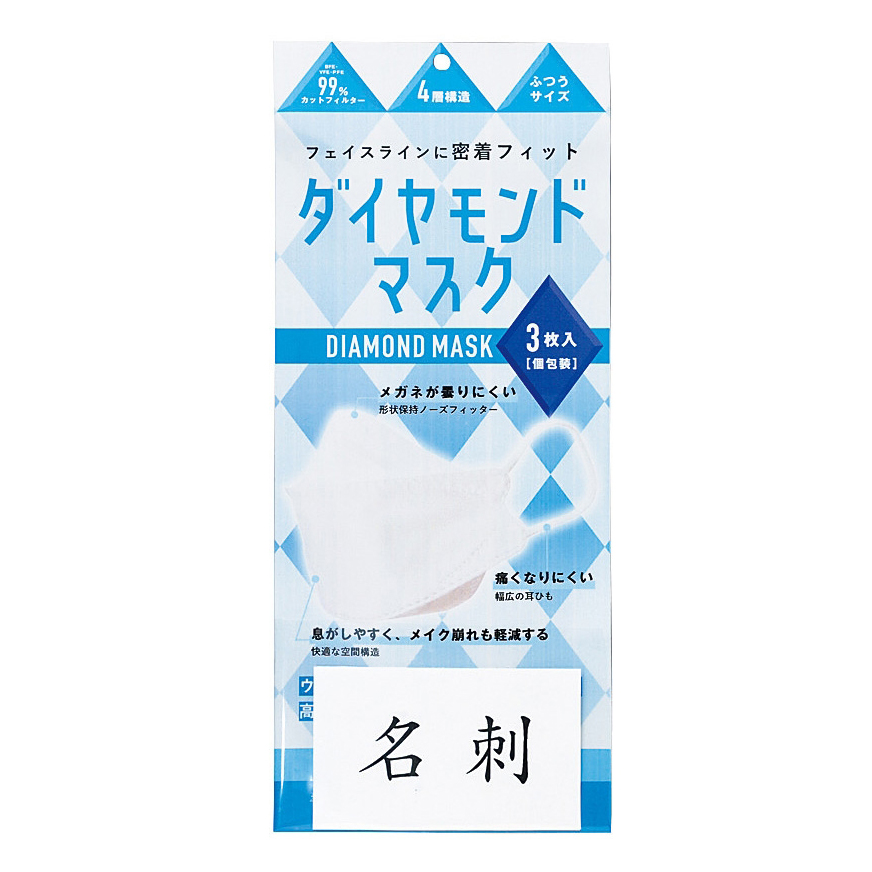 BFE・
VFE・PFE
99%
カットフィルター
4層構造
ふつう
サイズ
フェイスラインに密着フィット
ダイヤモンド
マスク
DIAMOND MASK
3枚入
[個包装]
メガネが曇りにくい
形状保持ノーズフィッター
痛くなりにくい
幅広の耳ひも
息がしやすく、メイク崩れも軽減する
快適な空間構造
ウ
高
名刺